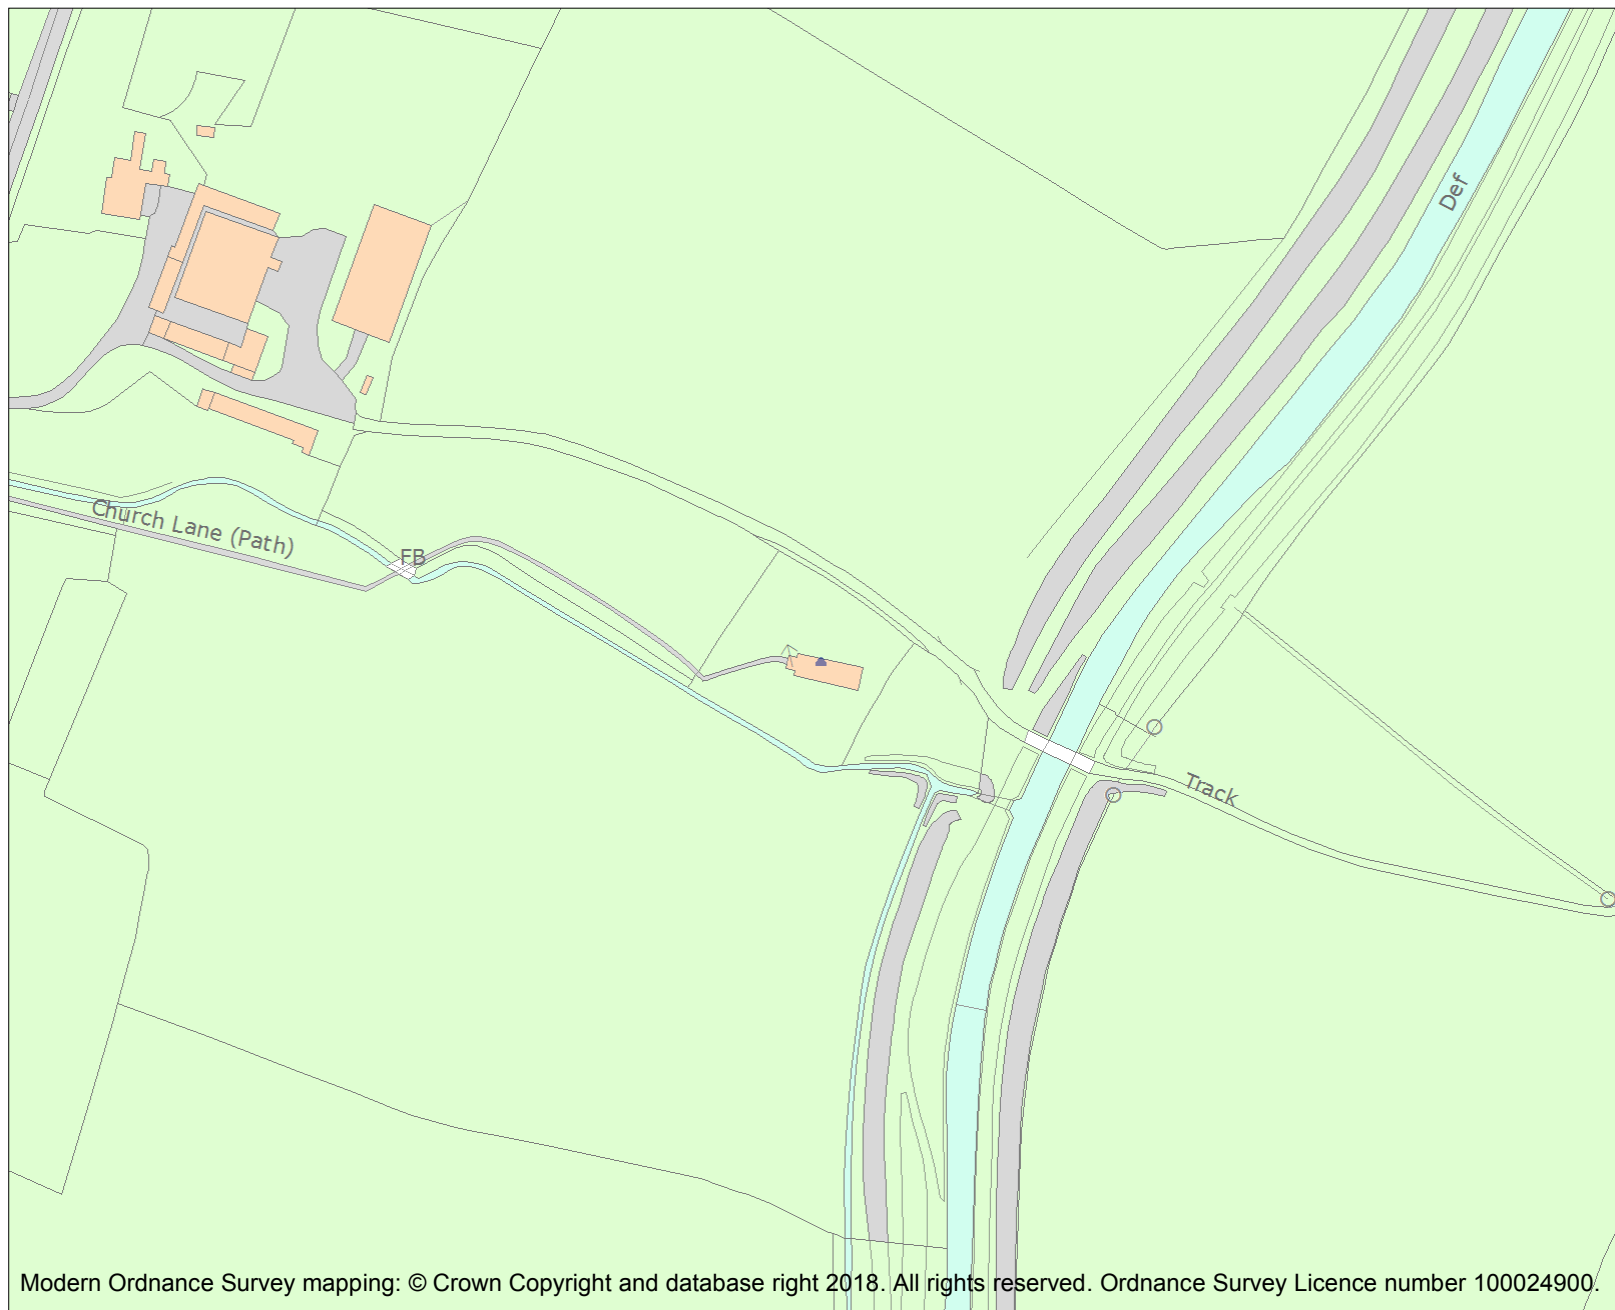 Def
Church Lane (Path)
FB
Track
Modern Ordnance Survey mapping: © Crown Copyright and database right 2018. All rights reserved. Ordnance Survey Licence number 100024900.